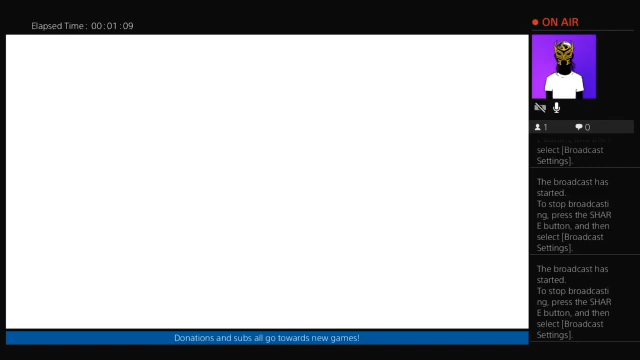 Elapsed Time : 00:01:09
ON AIR
1 0
select [Broadcast
Settings].
The broadcast has
started.
To stop broadcasti
ng, press the SHAR
E button, and then
select [Broadcast
Settings].
The broadcast has
started.
To stop broadcasti
ng, press the SHAR
E button, and then
select [Broadcast
Settings].
Donations and subs all go towards new games!